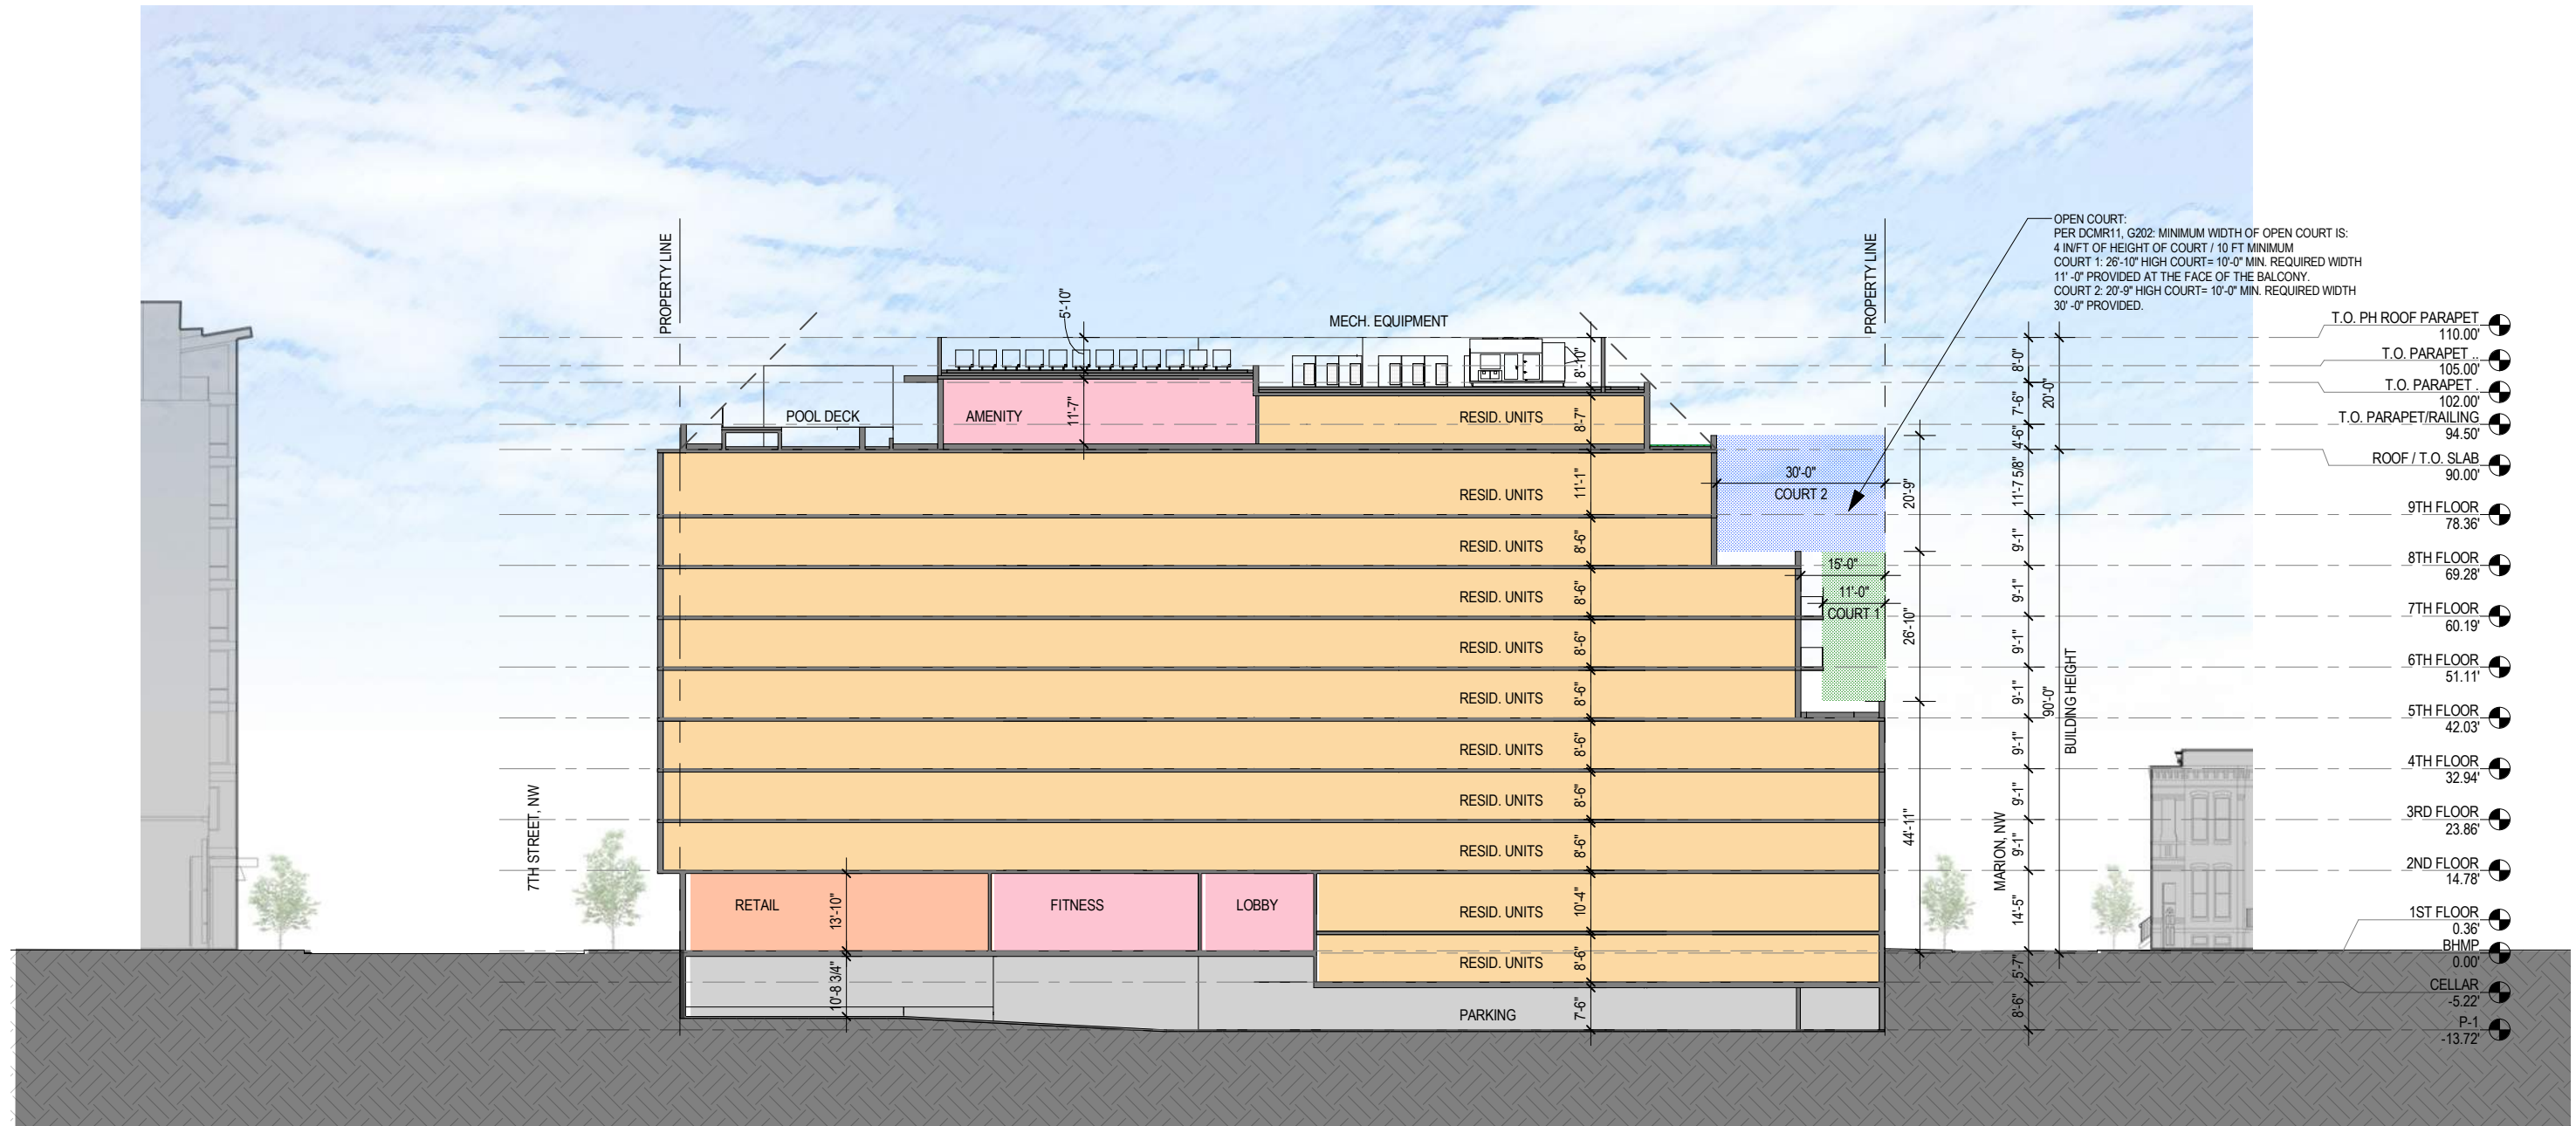 OPEN COURT:
PER DCMR11, G202: MINIMUM WIDTH OF OPEN COURT IS:
4 IN/FT OF HEIGHT OF COURT / 10 FT MINIMUM
COURT 1: 26'-10" HIGH COURT= 10'-0" MIN. REQUIRED WIDTH
11' -0" PROVIDED AT THE FACE OF THE BALCONY.
COURT 2: 20'-9" HIGH COURT= 10'-0" MIN. REQUIRED WIDTH
30' -0" PROVIDED.
PROPERTY LINE
PROPERTY LINE
5'-10"
MECH. EQUIPMENT
8'-10"
POOL DECK
AMENITY
11'-7"
RESID. UNITS
8'-7"
RESID. UNITS
11'-1"
30'-0"
COURT 2
20'-9"
RESID. UNITS
8'-6"
RESID. UNITS
8'-6"
15'-0"
11'-0"
COURT 1
26'-10"
RESID. UNITS
8'-6"
RESID. UNITS
8'-6"
RESID. UNITS
8'-6"
RESID. UNITS
8'-6"
RESID. UNITS
8'-6"
44'-11"
7TH STREET, NW
MARION, NW
RETAIL
13'-10"
FITNESS
LOBBY
RESID. UNITS
10'-4"
RESID. UNITS
8'-6"
10'-8 3/4"
PARKING
7'-6"
8'-0"
7'-6"
4'-6"
20'-0"
11'-7 5/8"
9'-1"
9'-1"
9'-1"
9'-1"
9'-1"
9'-1"
9'-1"
14'-5"
5'-7"
8'-6"
90'-0"
BUILDING HEIGHT
T.O. PH ROOF PARAPET
110.00'
T.O. PARAPET ..
105.00'
T.O. PARAPET .
102.00'
T.O. PARAPET/RAILING
94.50'
ROOF / T.O. SLAB
90.00'
9TH FLOOR
78.36'
8TH FLOOR
69.28'
7TH FLOOR
60.19'
6TH FLOOR
51.11'
5TH FLOOR
42.03'
4TH FLOOR
32.94'
3RD FLOOR
23.86'
2ND FLOOR
14.78'
1ST FLOOR
0.36'
BHMP
0.00'
CELLAR
-5.22'
P-1
-13.72'